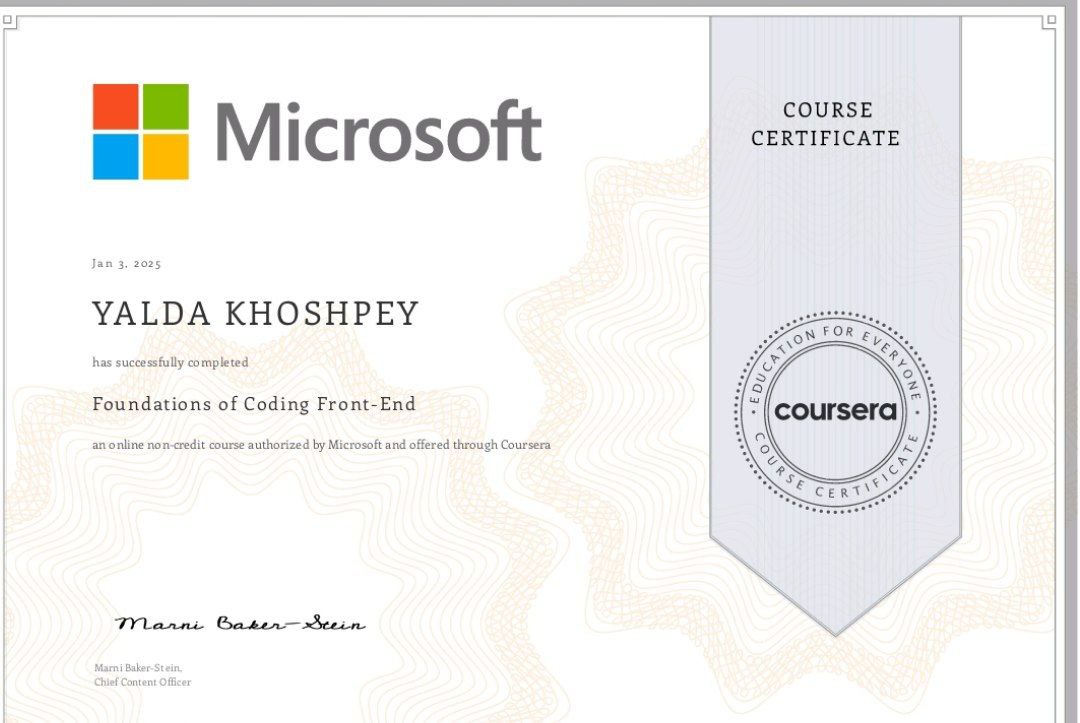 Microsoft
COURSE
CERTIFICATE
Jan 3, 2025
YALDA KHOSHPEY
has successfully completed
Foundations of Coding Front-End
an online non-credit course authorized by Microsoft and offered through Coursera
EDUCATION FOR EVERYONE
coursera
COURSE CERTIFICATE
Marni Baker-Stein
Marni Baker-Stein,
Chief Content Officer